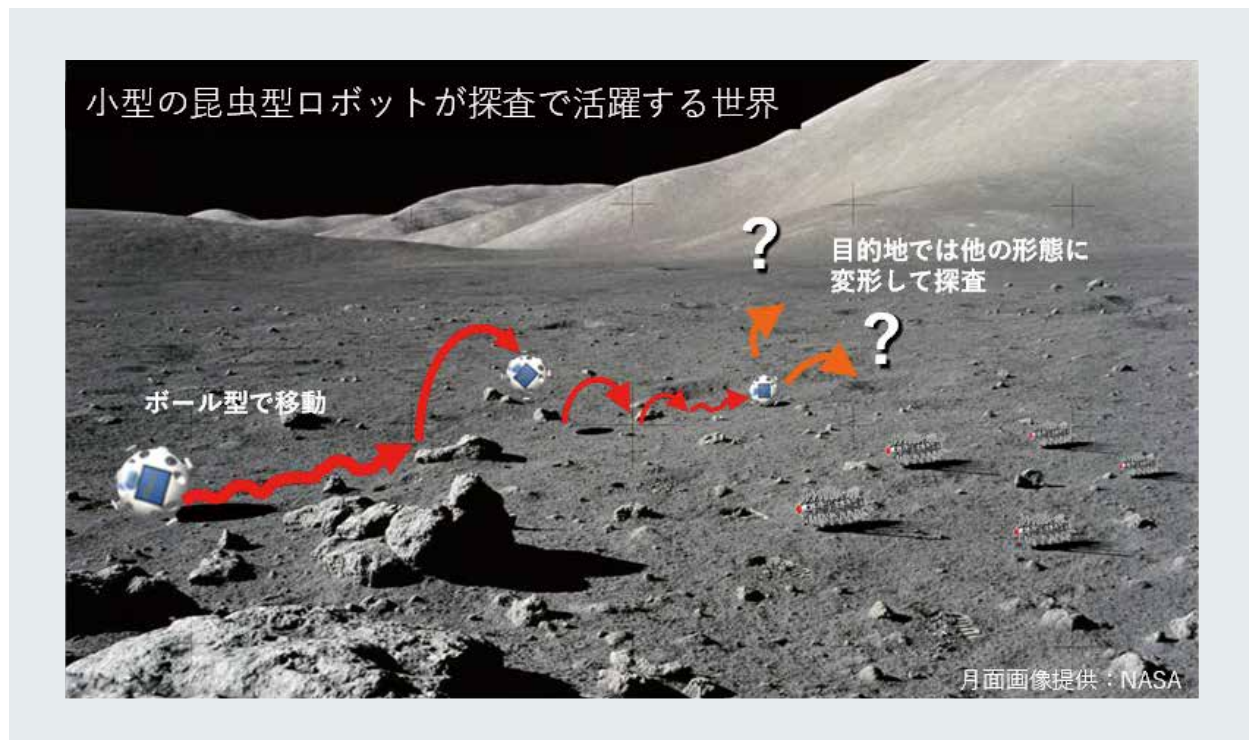 小型の昆虫型ロボットが探査で活躍する世界
?
目的地では他の形態に
変形して探査
?
ボール型で移動
月面画像提供:NASA